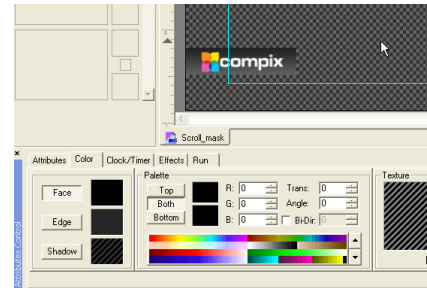 compix
Scroll_mask
Attributes Color Clock/Timer Effects Run
Palette
Texture
Face Top R: 0 Trans: 0
Edge Both G: 0 Angle: 0
Shadow Bottom B: 0 Bi-Dir: 0
Attributes Control